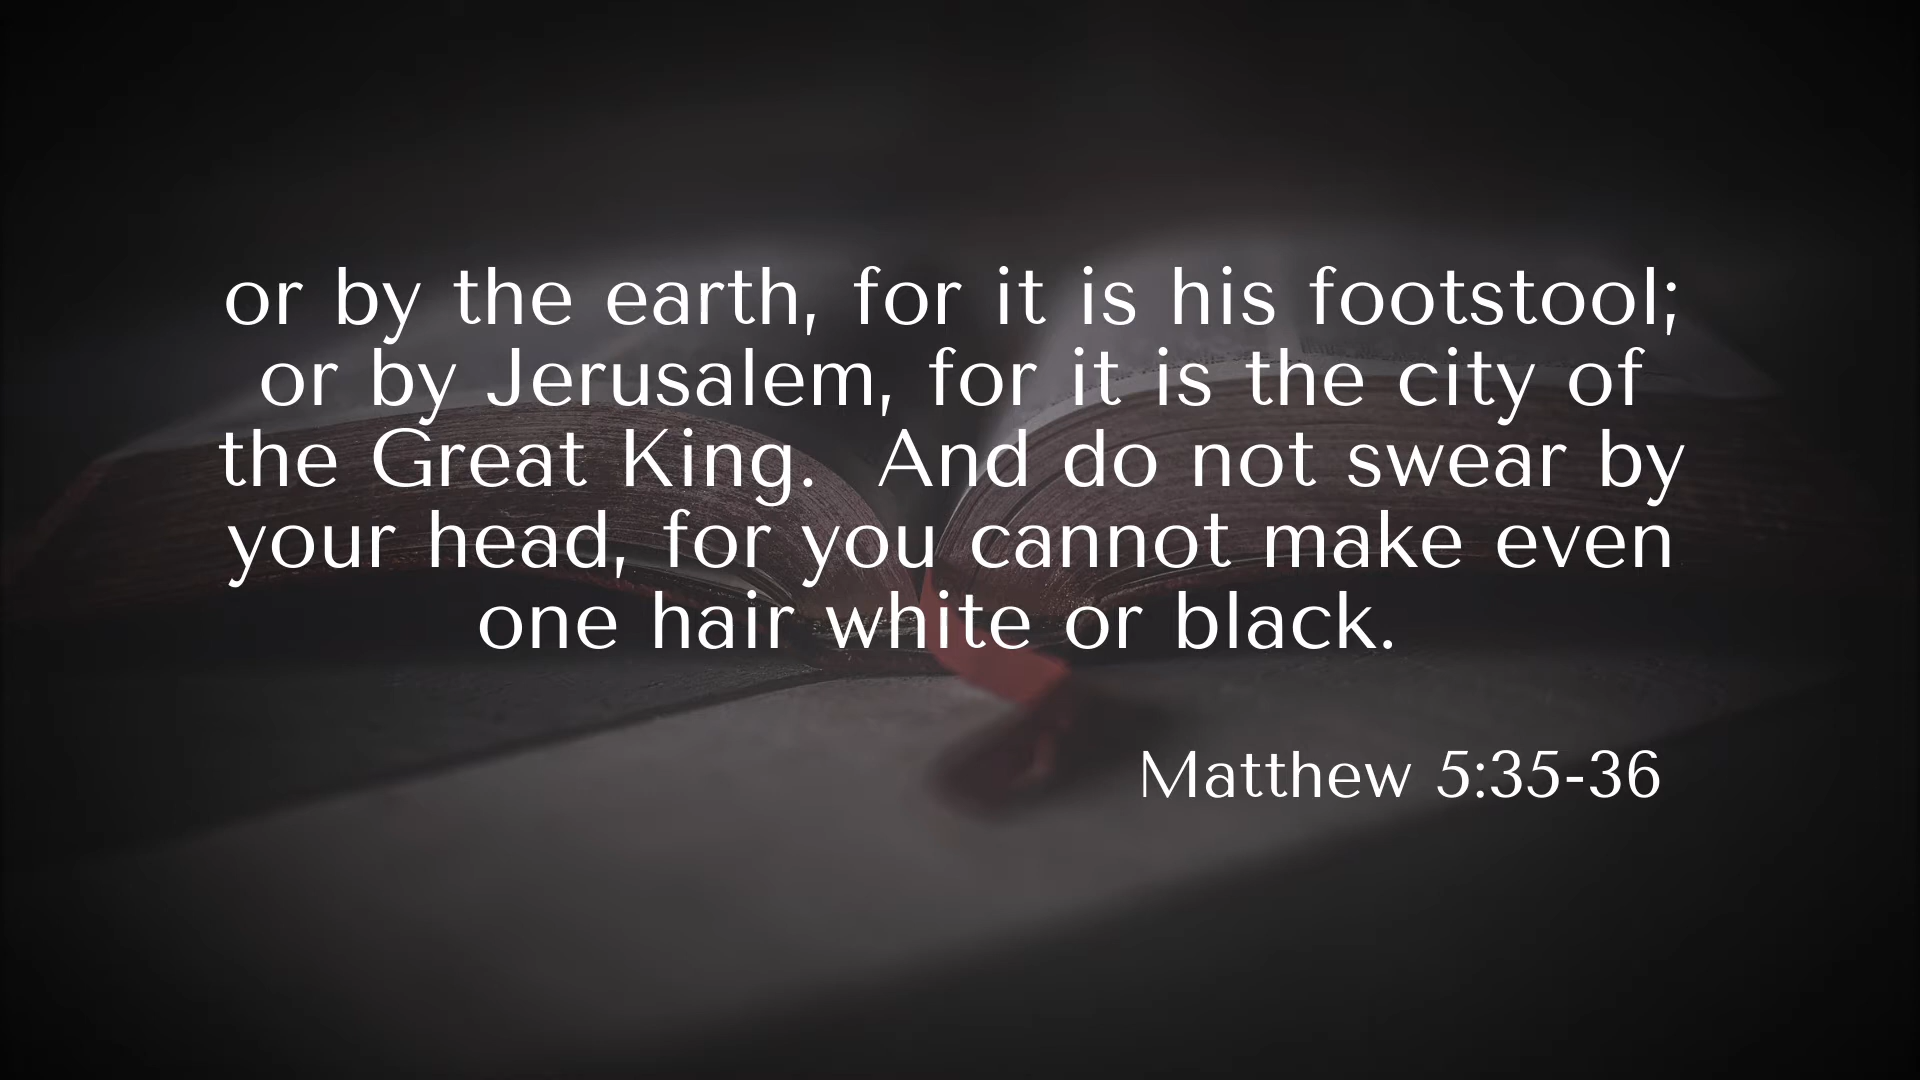 or by the earth, for it is his footstool;
or by Jerusalem, for it is the city of
the Great King.  And do not swear by
your head, for you cannot make even
one hair white or black.
Matthew 5:35-36